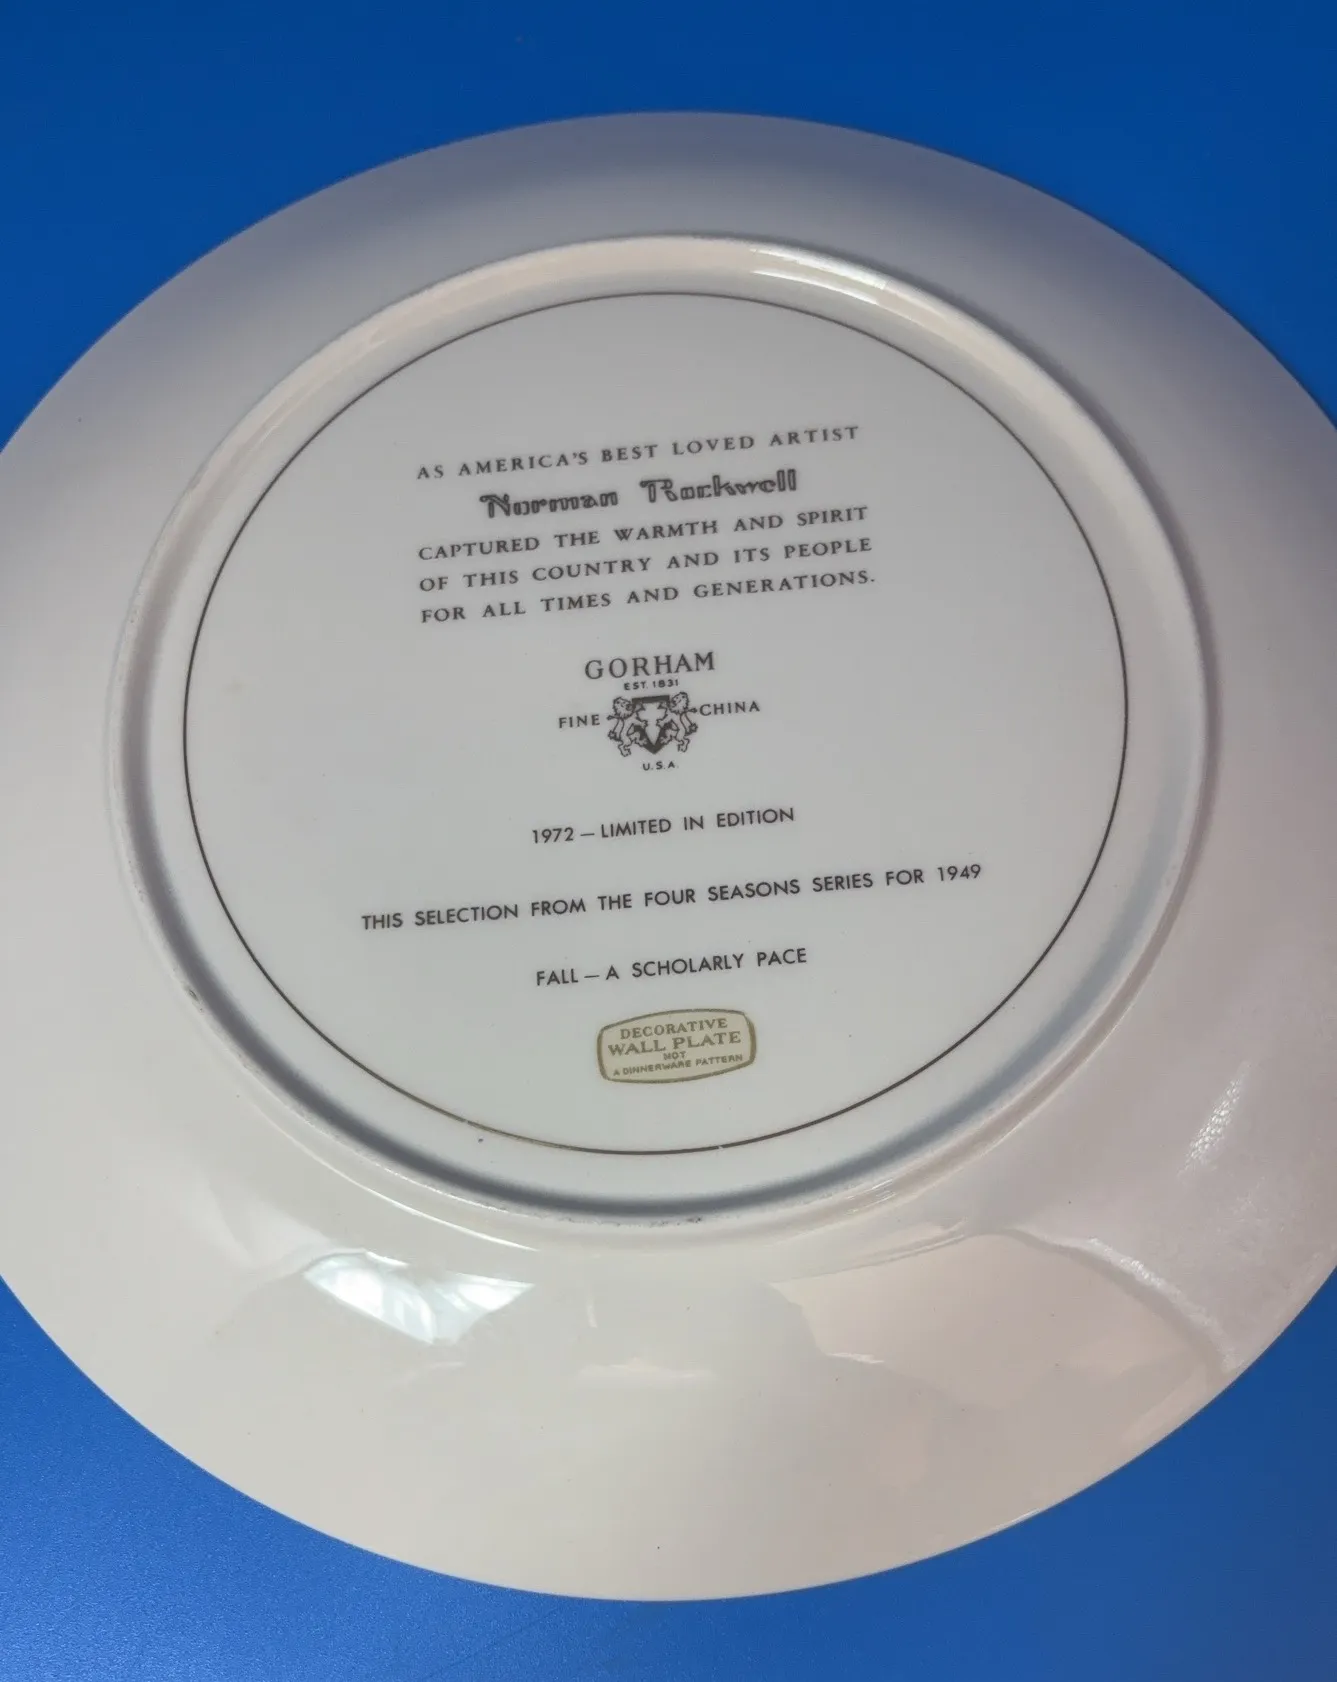 AS AMERICA'S BEST LOVED ARTIST
Norman Rockwell
CAPTURED THE WARMTH AND SPIRIT
OF THIS COUNTRY AND ITS PEOPLE
FOR ALL TIMES AND GENERATIONS.
GORHAM
EST. 1831
FINE CHINA
U.S.A.
1972 – LIMITED IN EDITION
THIS SELECTION FROM THE FOUR SEASONS SERIES FOR 1949
FALL – A SCHOLARLY PACE
DECORATIVE
WALL PLATE
NOT
A DINNERWARE PATTERN